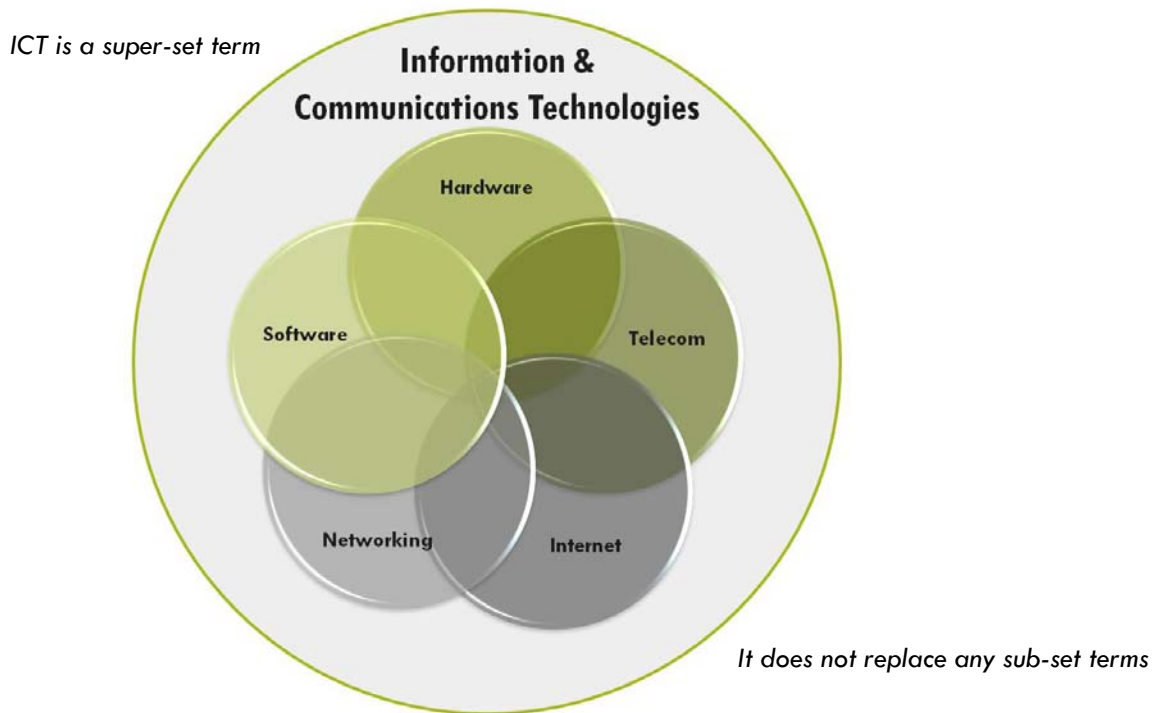 ICT is a super-set term
Information &
Communications Technologies
Hardware
Software
Telecom
Networking
Internet
It does not replace any sub-set terms